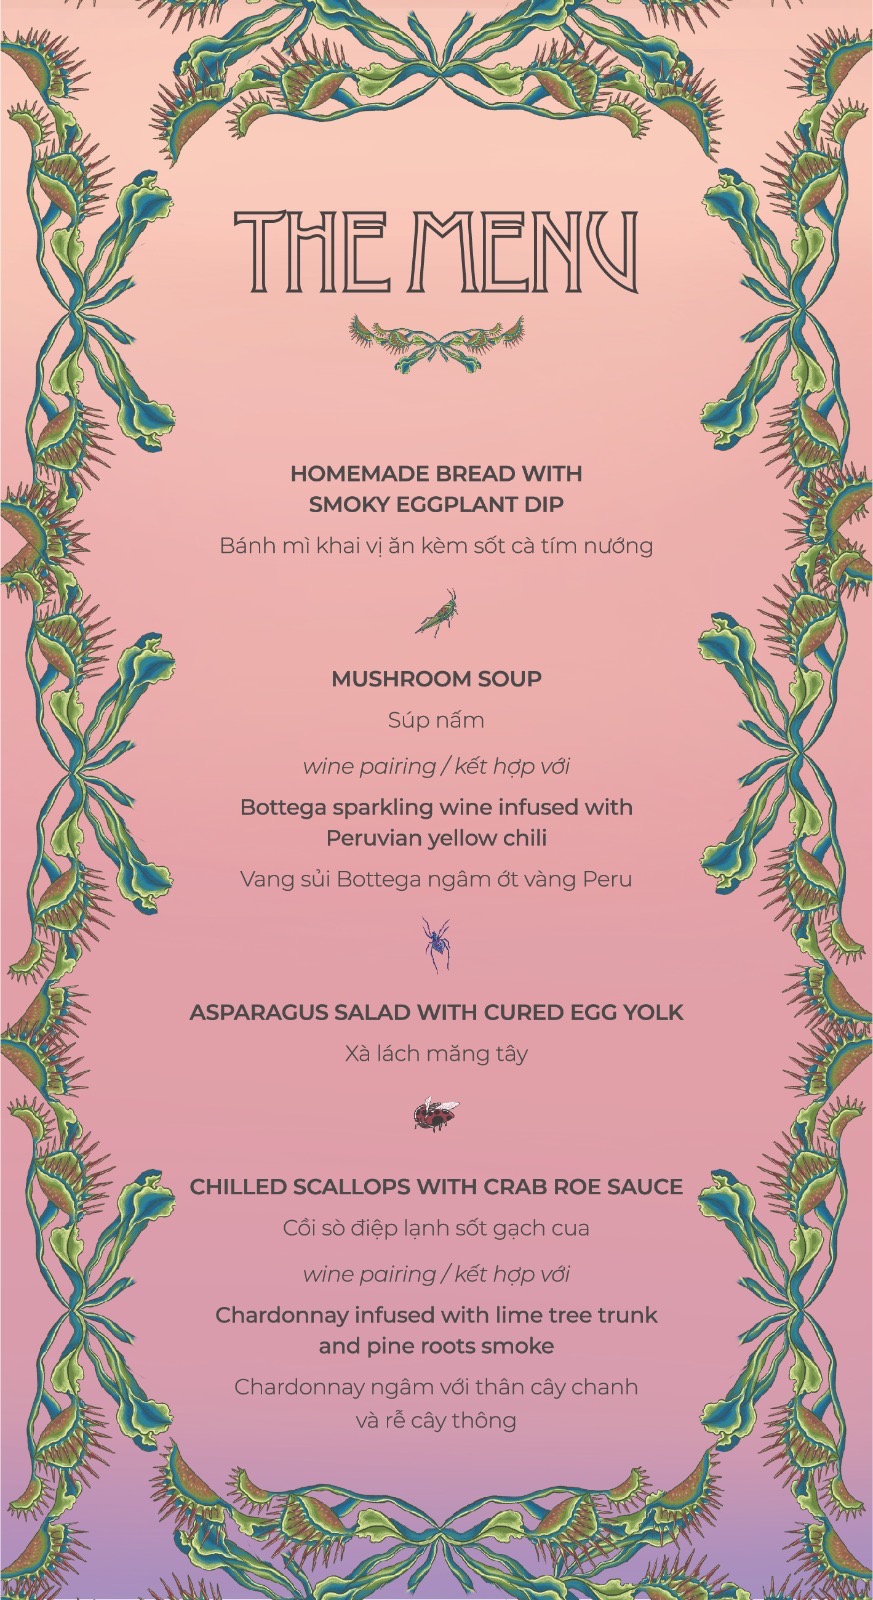 THE MENU
HOMEMADE BREAD WITH
SMOKY EGGPLANT DIP
Bánh mì khai vị ăn kèm sốt cà tím nướng
MUSHROOM SOUP
Súp nấm
wine pairing / kết hợp với
Bottega sparkling wine infused with
Peruvian yellow chili
Vang sủi Bottega ngâm ớt vàng Peru
ASPARAGUS SALAD WITH CURED EGG YOLK
Xà lách măng tây
CHILLED SCALLOPS WITH CRAB ROE SAUCE
Cồi sò điệp lạnh sốt gạch cua
wine pairing / kết hợp với
Chardonnay infused with lime tree trunk
and pine roots smoke
Chardonnay ngâm với thân cây chanh
và rễ cây thông